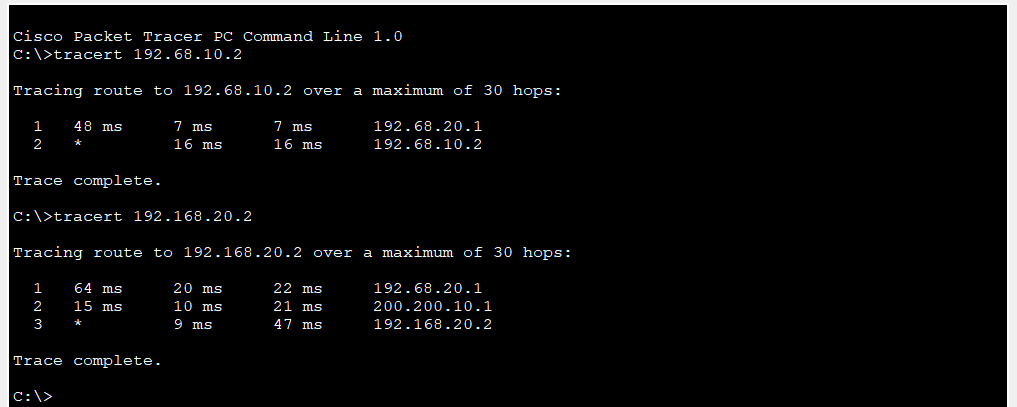 Cisco Packet Tracer PC Command Line 1.0
C:\>tracert 192.68.10.2
Tracing route to 192.68.10.2 over a maximum of 30 hops:
1 48 ms 7 ms 7 ms 192.68.20.1
2 * 16 ms 16 ms 192.68.10.2
Trace complete.
C:\>tracert 192.168.20.2
Tracing route to 192.168.20.2 over a maximum of 30 hops:
1 64 ms 20 ms 22 ms 192.68.20.1
2 15 ms 10 ms 21 ms 200.200.10.1
3 * 9 ms 47 ms 192.168.20.2
Trace complete.
C:\>